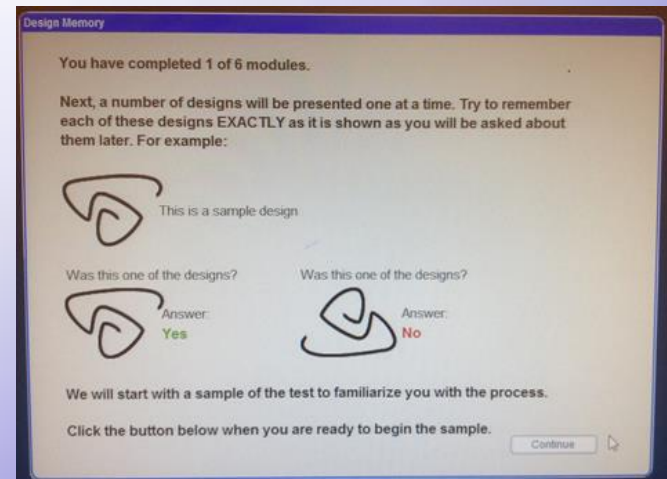 Design Memory
You have completed 1 of 6 modules.
Next, a number of designs will be presented one at a time. Try to remember
each of these designs EXACTLY as it is shown as you will be asked about
them later. For example:
This is a sample design
Was this one of the designs?
Answer:
Yes
Was this one of the designs?
Answer:
No
We will start with a sample of the test to familiarize you with the process.
Click the button below when you are ready to begin the sample.
Continue